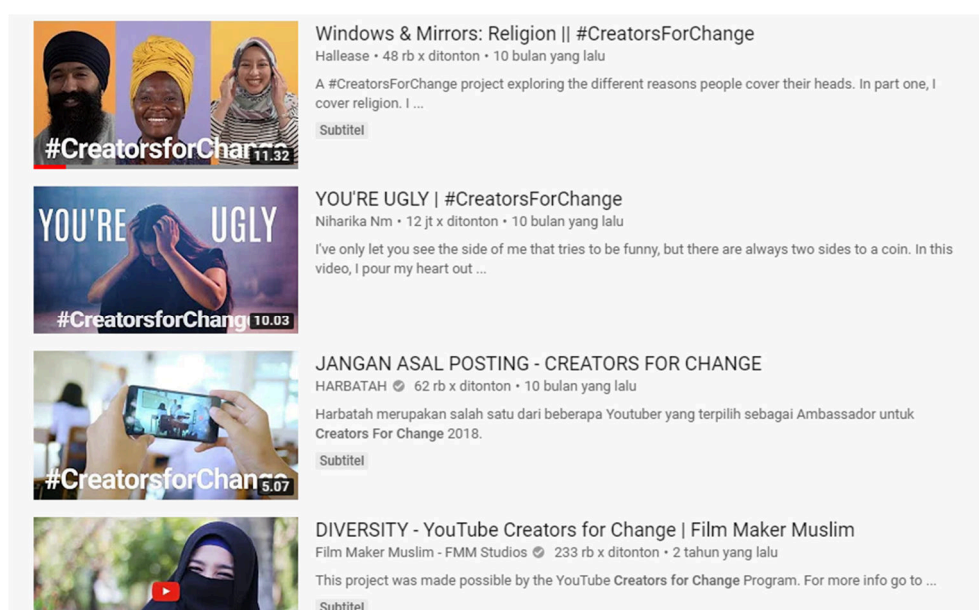 Windows & Mirrors: Religion || #CreatorsForChange
Hallease • 48 rb x ditonton • 10 bulan yang lalu
A #CreatorsForChange project exploring the different reasons people cover their heads. In part one, I
cover religion. I ...
Subtitel
#CreatorsforChange
11.32
YOU'RE UGLY | #CreatorsForChange
Niharika Nm • 12 jt x ditonton • 10 bulan yang lalu
I've only let you see the side of me that tries to be funny, but there are always two sides to a coin. In this
video, I pour my heart out ...
YOU'RE UGLY
#CreatorsforChang
10.03
JANGAN ASAL POSTING - CREATORS FOR CHANGE
HARBATAH 62 rb x ditonton • 10 bulan yang lalu
Harbatah merupakan salah satu dari beberapa Youtuber yang terpilih sebagai Ambassador untuk
Creators For Change 2018.
Subtitel
#CreatorsforChange
5.07
DIVERSITY - YouTube Creators for Change | Film Maker Muslim
Film Maker Muslim - FMM Studios 233 rb x ditonton • 2 tahun yang lalu
This project was made possible by the YouTube Creators for Change Program. For more info go to ...
Subtitel